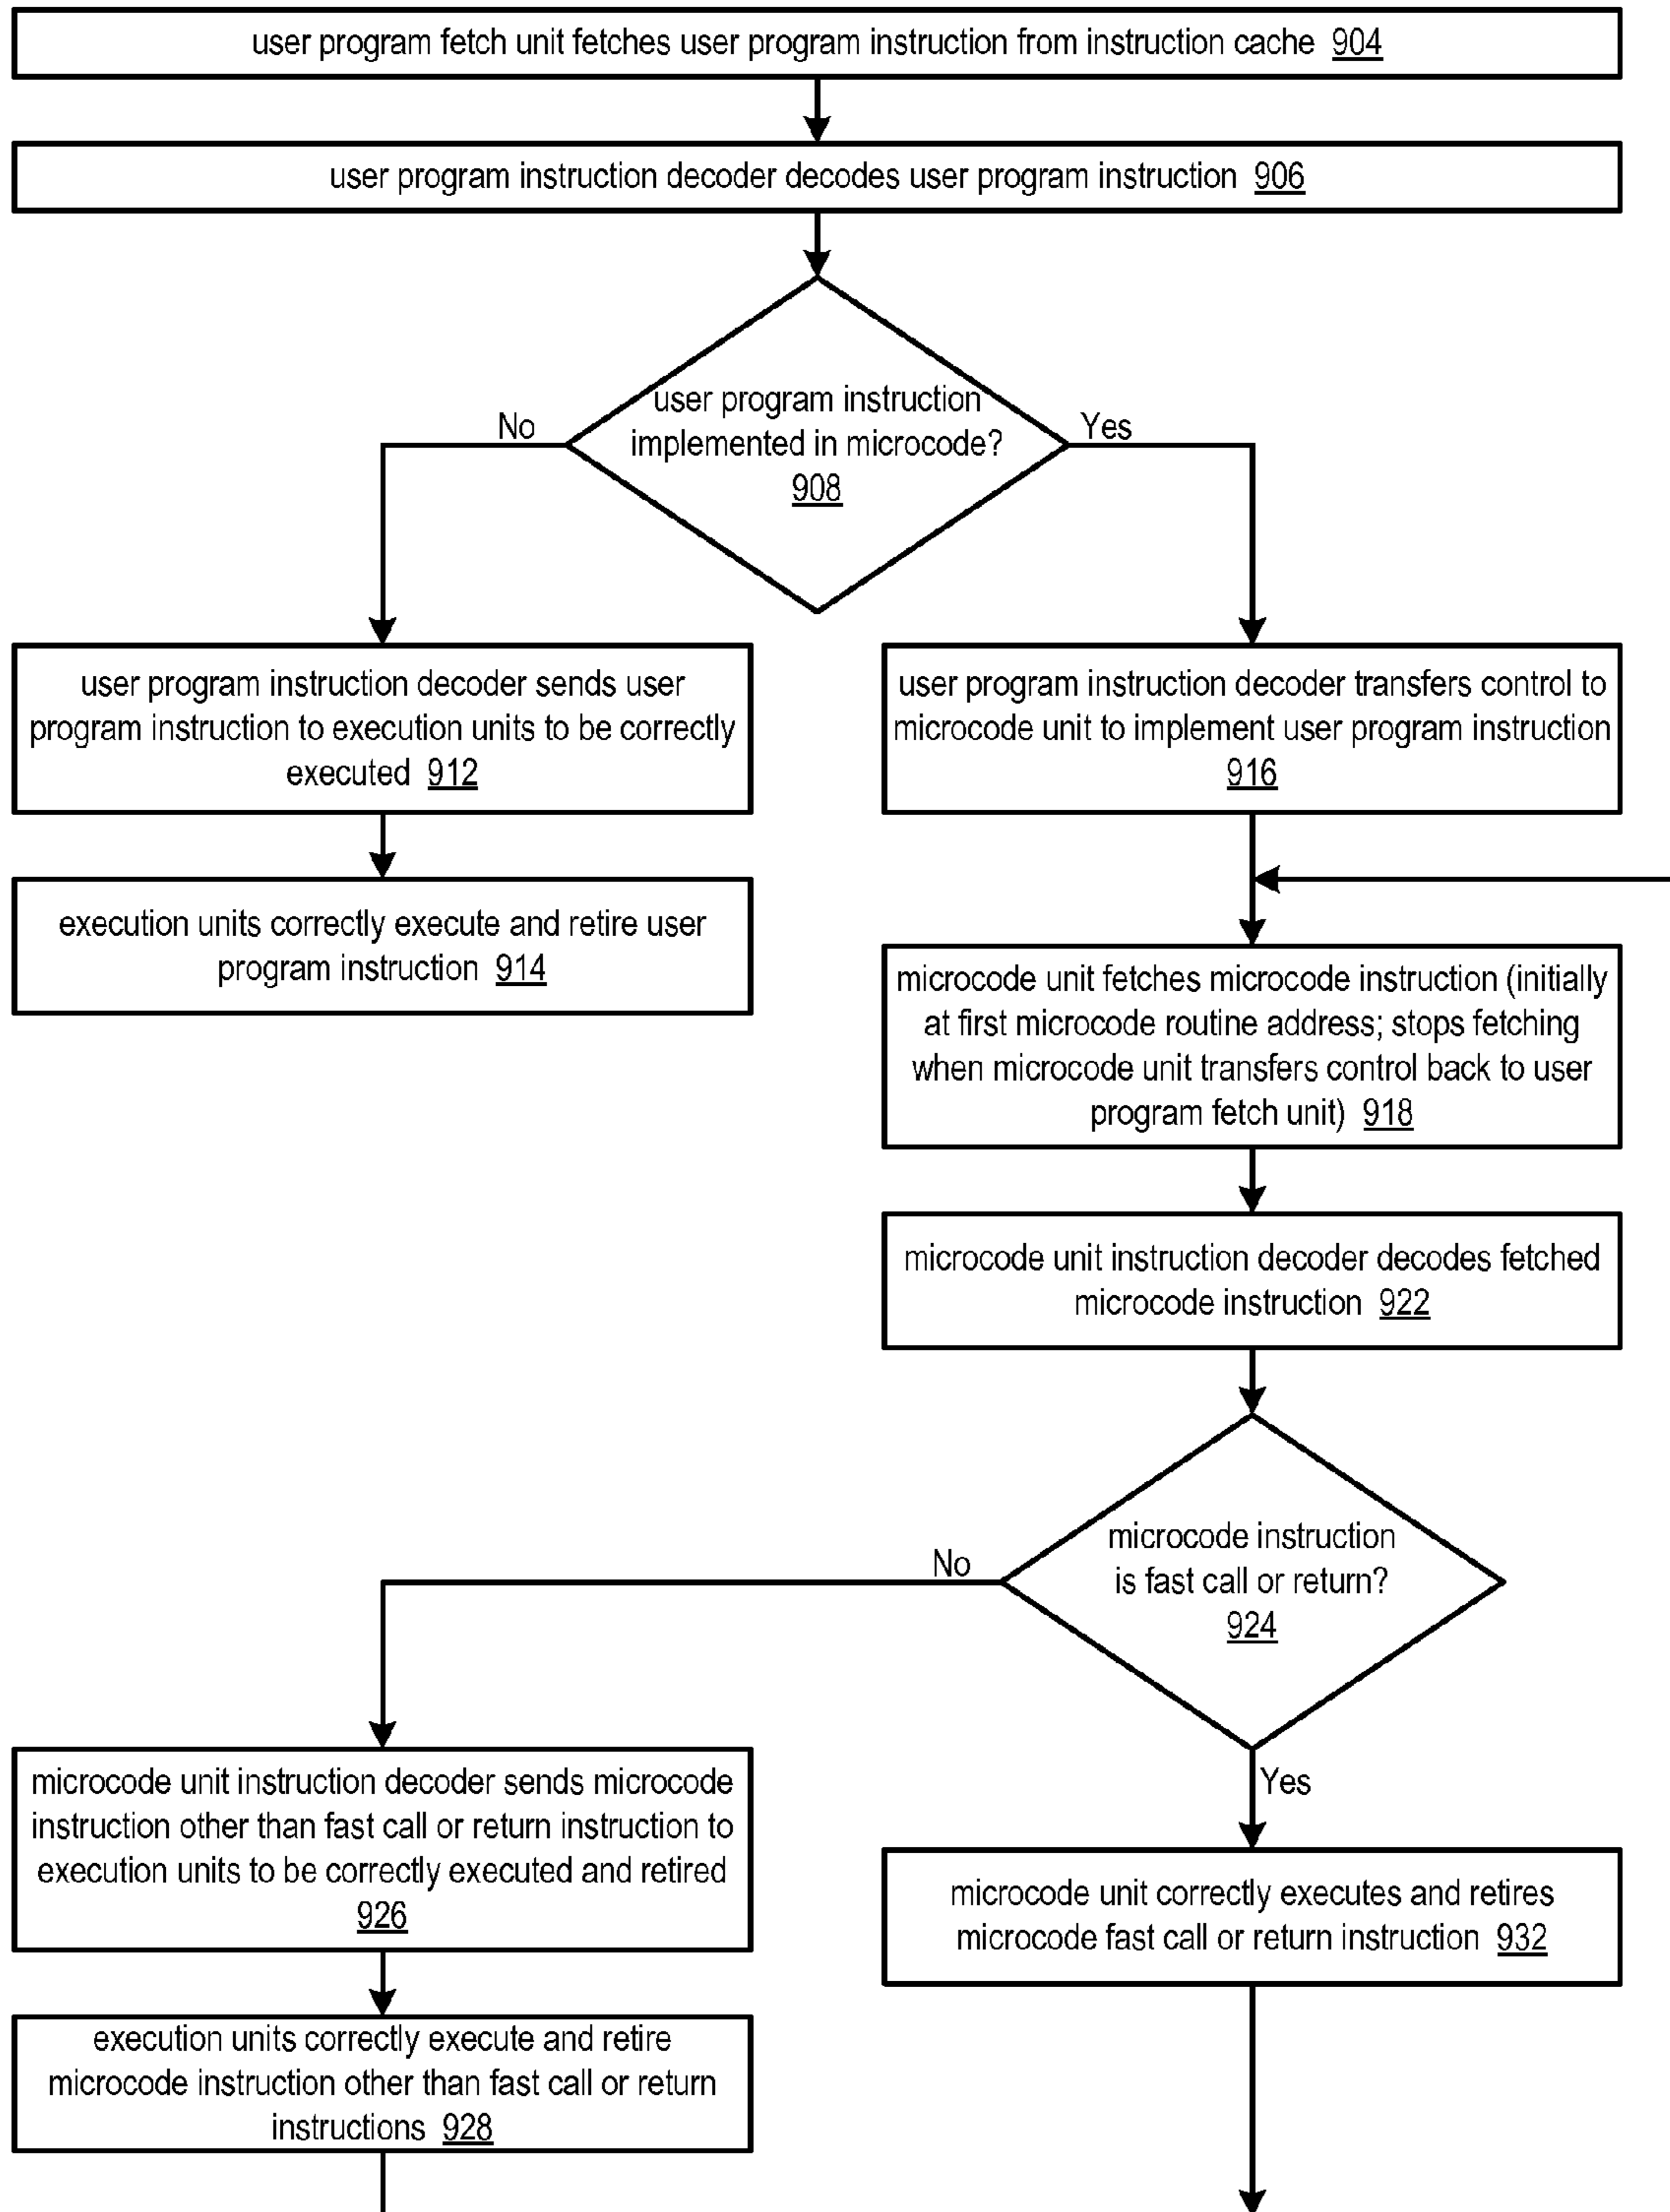 user program fetch unit fetches user program instruction from instruction cache 904
user program instruction decoder decodes user program instruction 906
user program instruction
implemented in microcode?
908
No
Yes
user program instruction decoder sends user
program instruction to execution units to be correctly
executed 912
user program instruction decoder transfers control to
microcode unit to implement user program instruction
916
execution units correctly execute and retire user
program instruction 914
microcode unit fetches microcode instruction (initially
at first microcode routine address; stops fetching
when microcode unit transfers control back to user
program fetch unit) 918
microcode unit instruction decoder decodes fetched
microcode instruction 922
microcode instruction
is fast call or return?
924
No
Yes
microcode unit instruction decoder sends microcode
instruction other than fast call or return instruction to
execution units to be correctly executed and retired
926
microcode unit correctly executes and retires
microcode fast call or return instruction 932
execution units correctly execute and retire
microcode instruction other than fast call or return
instructions 928